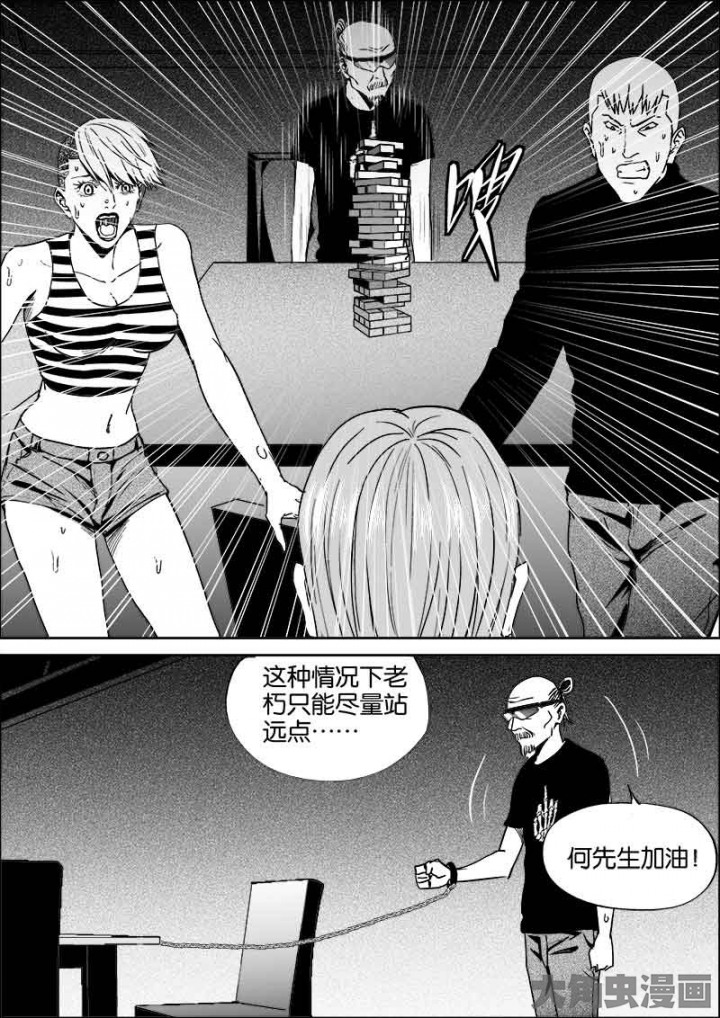 这种情况下老
朽只能尽量站
远点……
何先生加油！
大角虫漫画